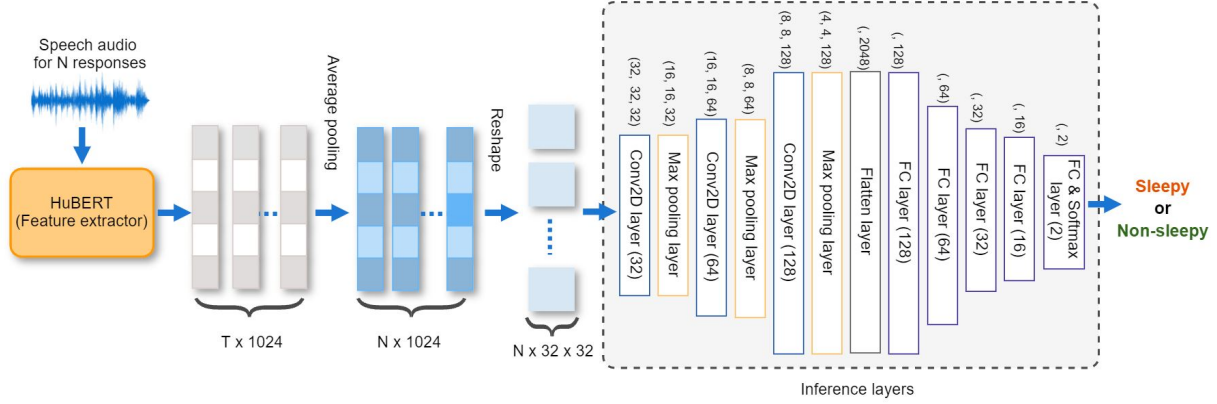 Speech audio
for N responses
HuBERT
(Feature extractor)
T x 1024
Average pooling
N x 1024
Reshape
N x 32 x 32
(32, 32, 32)
Conv2D layer (32)
(16, 16, 32)
Max pooling layer
(16, 16, 64)
Conv2D layer (64)
(8, 8, 64)
Max pooling layer
(8, 8, 128)
Conv2D layer (128)
(4, 4, 128)
Max pooling layer
(, 2048)
Flatten layer
(, 128)
FC layer (128)
(, 64)
FC layer (64)
(, 32)
FC layer (32)
(, 16)
FC layer (16)
(, 2)
FC & Softmax
layer (2)
Inference layers
Sleepy
or
Non-sleepy